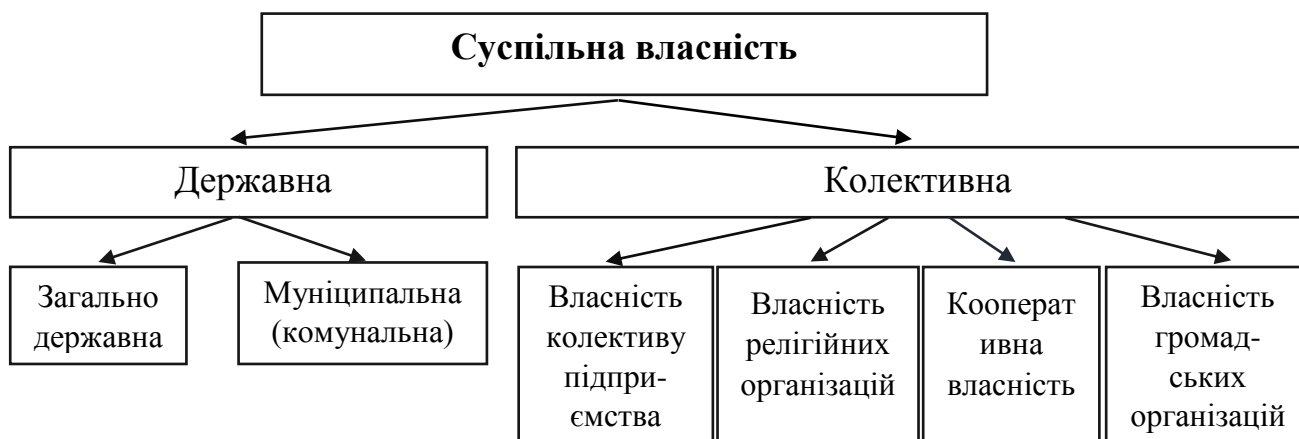 Суспільна власність
Державна
Колективна
Загально
державна
Муніципальна
(комунальна)
Власність
колективу
підпри-
ємства
Власність
релігійних
організацій
Кооперат
ивна
власність
Власність
громад-
ських
організацій